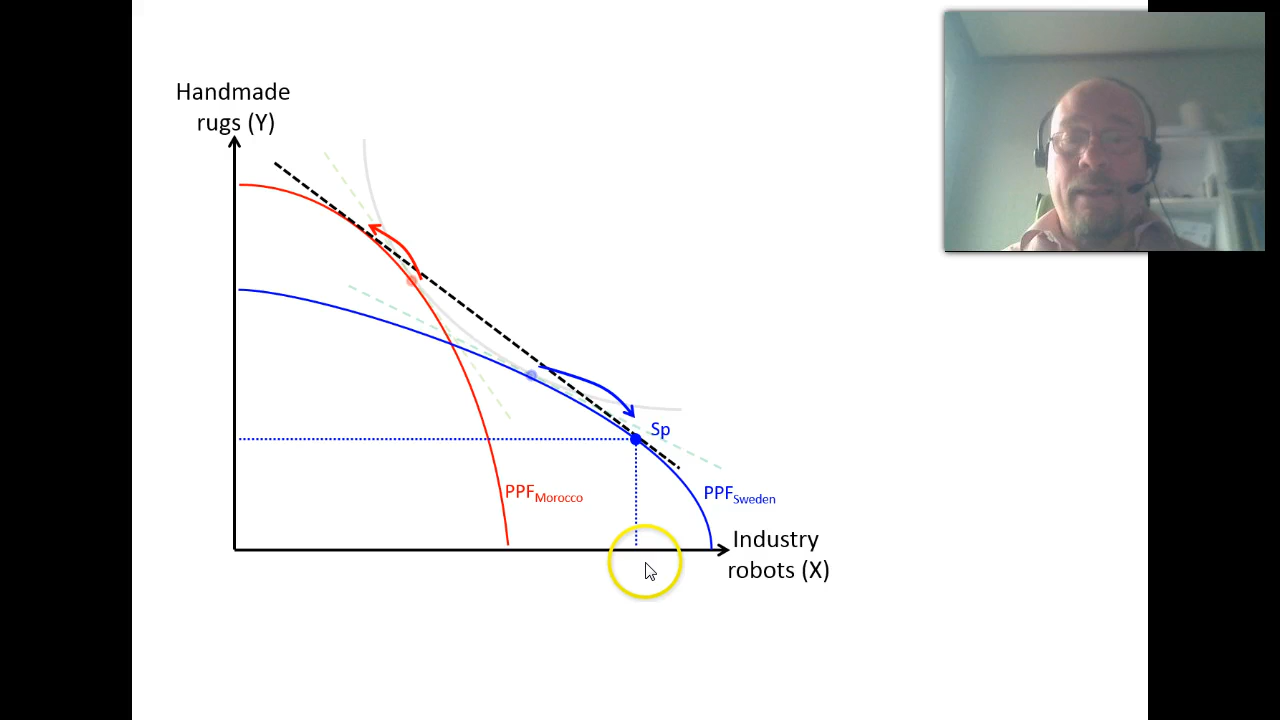 Handmade
rugs (Y)
Sp
PPFMorocco
PPFSweden
Industry
robots (X)